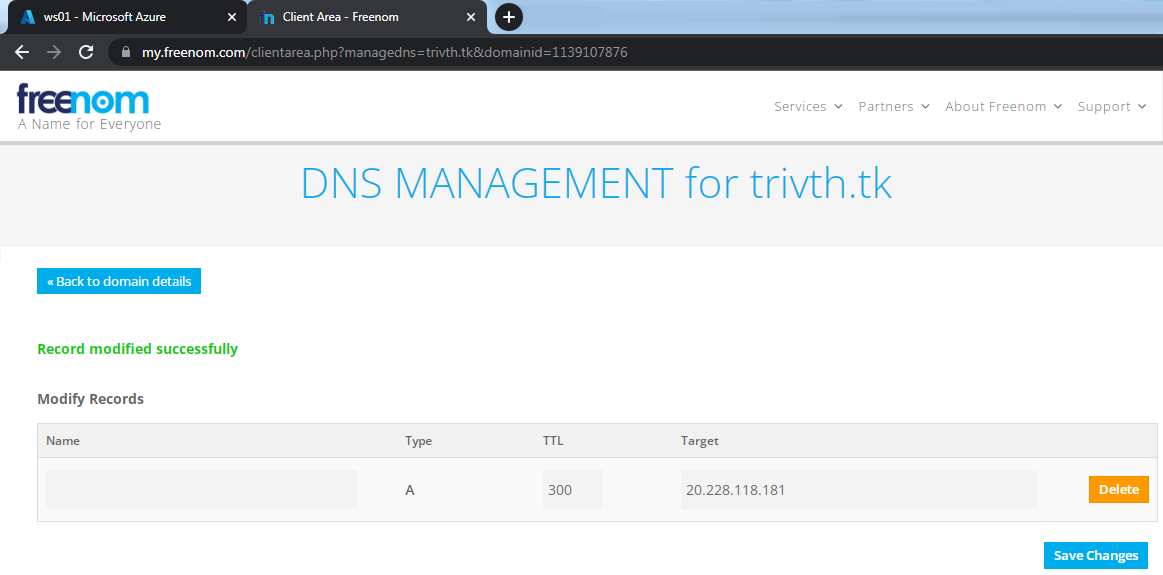 ws01 - Microsoft Azure
Client Area - Freenom
my.freenom.com/clientarea.php?managedns=trivth.tk&domainid=1139107876
freenom
A Name for Everyone
Services Partners About Freenom Support
DNS MANAGEMENT for trivth.tk
« Back to domain details
Record modified successfully
Modify Records
Name Type TTL Target
A 300 20.228.118.181 Delete
Save Changes